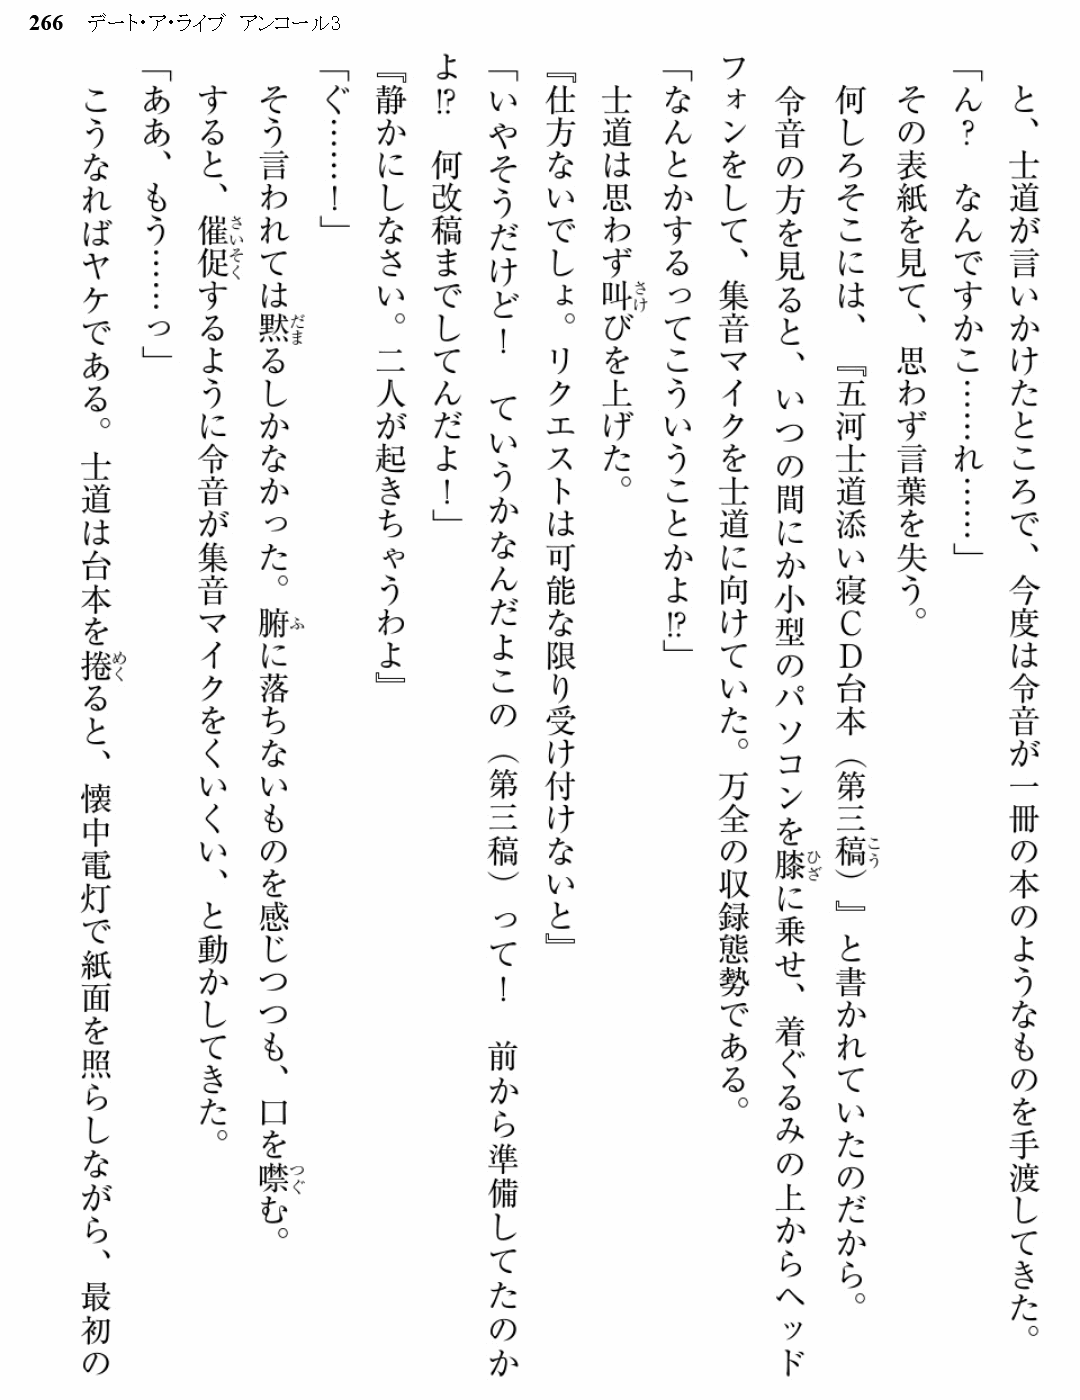 266 デート・ア・ライブ アンコール3
と、士道が言いかけたところで、今度は令音が一冊の本のようなものを手渡してきた。
「ん？　なんですかこ……れ……」
その表紙を見て、思わず言葉を失う。
何しろそこには、『五河士道添い寝ＣＤ台本（第三稿）』と書かれていたのだから。
令音の方を見ると、いつの間にか小型のパソコンを膝に乗せ、着ぐるみの上からヘッド
フォンをして、集音マイクを士道に向けていた。万全の収録態勢である。
「なんとかするってこういうことかよ!?」
士道は思わず叫びを上げた。
『仕方ないでしょ。リクエストは可能な限り受け付けないと』
「いやそうだけど！　ていうかなんだよこの（第三稿）って！　前から準備してたのか
よ!?　何改稿までしてんだよ！」
『静かにしなさい。二人が起きちゃうわよ』
「ぐ……！」
そう言われては黙るしかなかった。腑に落ちないものを感じつつも、口を噤む。
すると、催促するように令音が集音マイクをくいくい、と動かしてきた。
「ああ、もう……っ」
こうなればヤケである。士道は台本を捲ると、懐中電灯で紙面を照らしながら、最初の